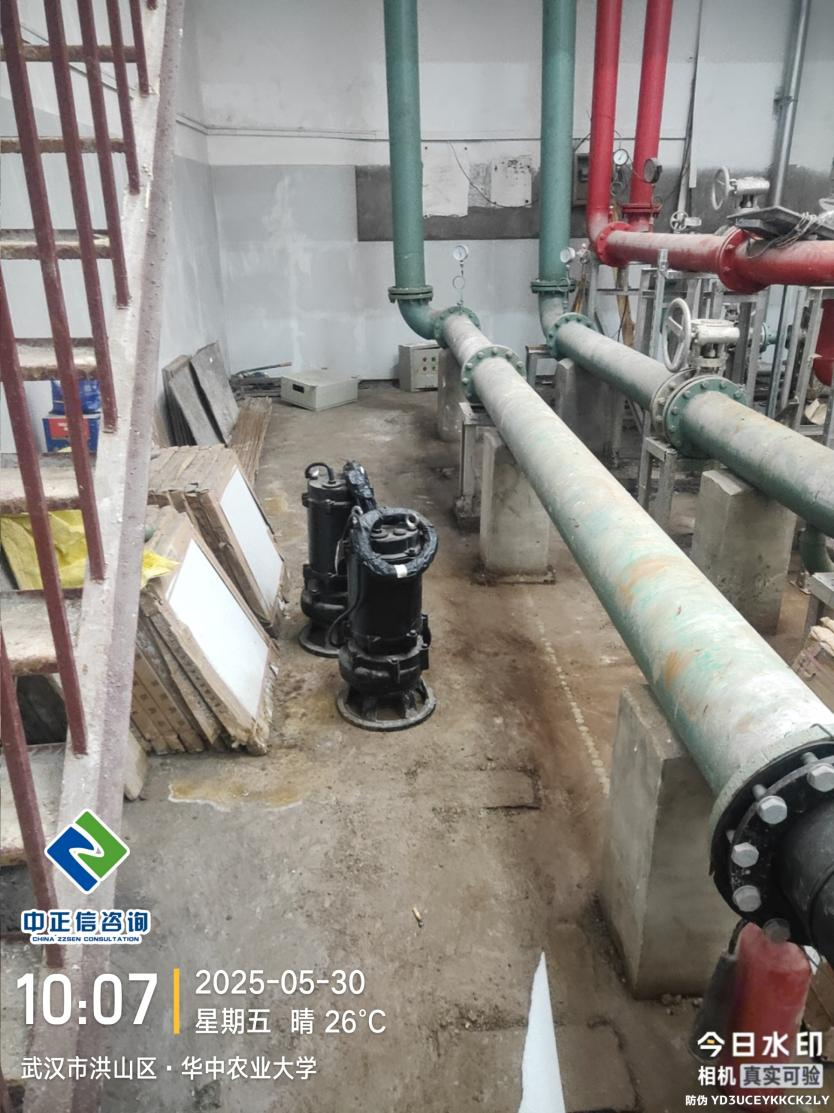 中正信咨询
CHINA ZZSEN CONSULTATION
10:07
2025-05-30
星期五 晴 26°C
武汉市洪山区·华中农业大学
今日水印
相机 真实可验
防伪 YD3UCEYKKCK2LY